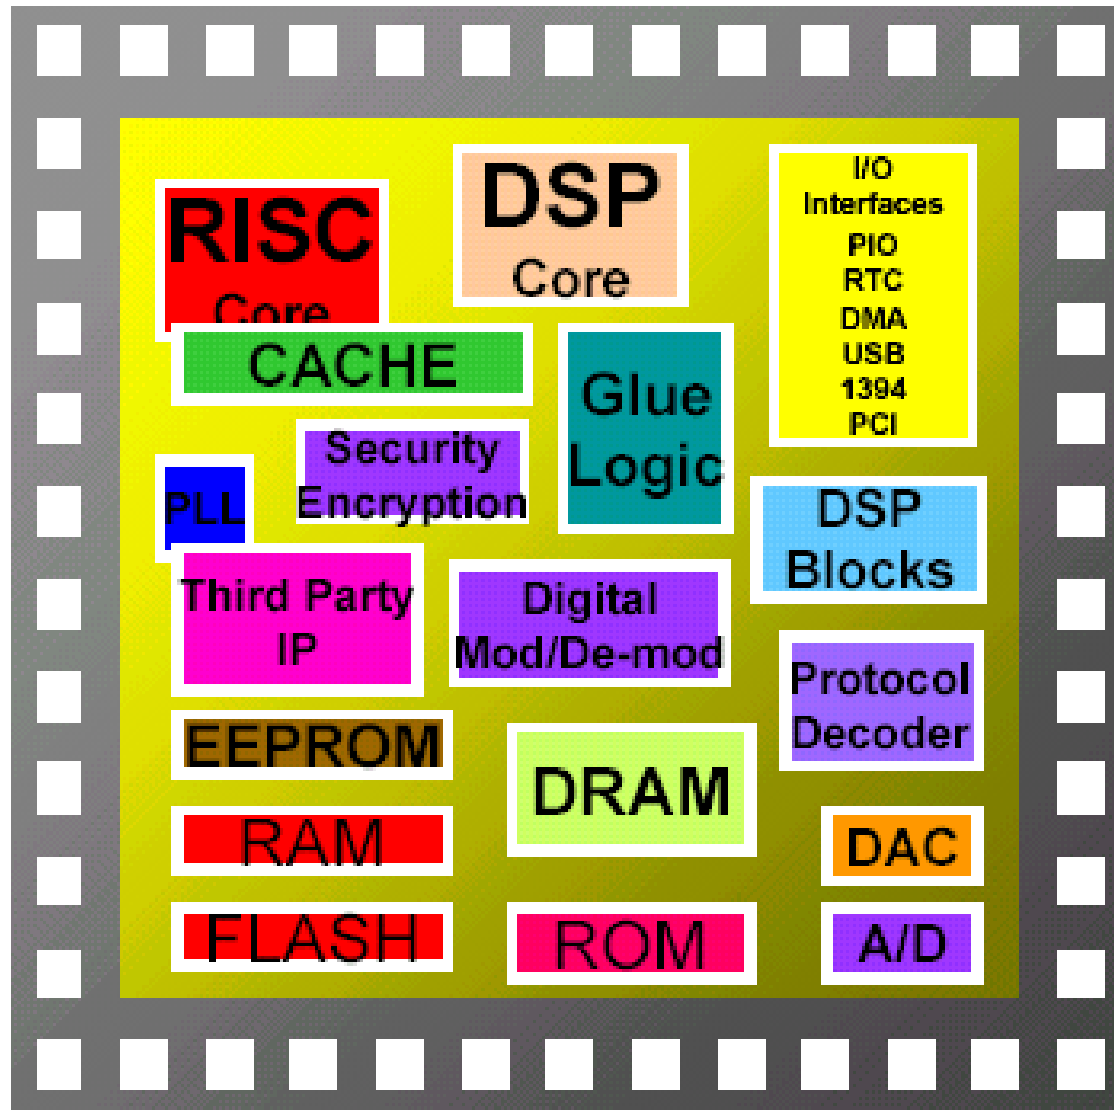 RISC
Core
DSP
Core
I/O
Interfaces
PIO
RTC
DMA
USB
1394
PCI
CACHE
Glue
Logic
Security
Encryption
PLL
DSP
Blocks
Third Party
IP
Digital
Mod/De-mod
Protocol
Decoder
EEPROM
DRAM
RAM
DAC
FLASH
ROM
A/D